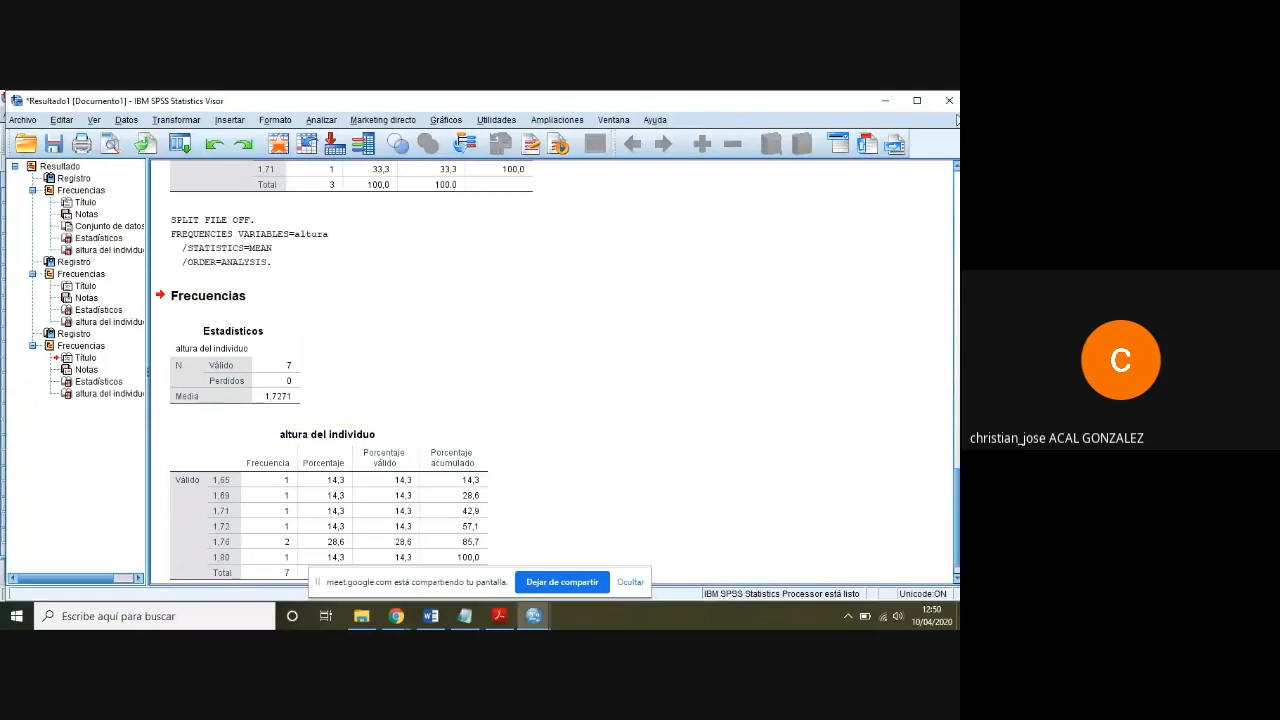 *Resultado1 [Documento1] - IBM SPSS Statistics Visor
Archivo Editar Ver Datos Transformar Insertar Formato Analizar Marketing directo Gráficos Utilidades Ampliaciones Ventana Ayuda
Resultado
Registro
Frecuencias
Título
Notas
Conjunto de datos
Estadísticos
altura del individu
Registro
Frecuencias
Título
Notas
Estadísticos
altura del individu
Registro
Frecuencias
Título
Notas
Estadísticos
altura del individu
1,71 1 33,3 33,3 100,0
Total 3 100,0 100,0
SPLIT FILE OFF.
FREQUENCIES VARIABLES=altura
/STATISTICS=MEAN
/ORDER=ANALYSIS.
Frecuencias
Estadísticos
altura del individuo
N Válido 7
Perdidos 0
Media 1,7271
altura del individuo
Frecuencia Porcentaje Porcentaje válido Porcentaje acumulado
Válido 1,65 1 14,3 14,3 14,3
1,69 1 14,3 14,3 28,6
1,71 1 14,3 14,3 42,9
1,72 1 14,3 14,3 57,1
1,76 2 28,6 28,6 85,7
1,80 1 14,3 14,3 100,0
Total 7
meet.google.com está compartiendo tu pantalla. Dejar de compartir Ocultar
IBM SPSS Statistics Processor está listo Unicode:ON
Escribe aquí para buscar
12:50
10/04/2020
C
christian_jose ACAL GONZALEZ